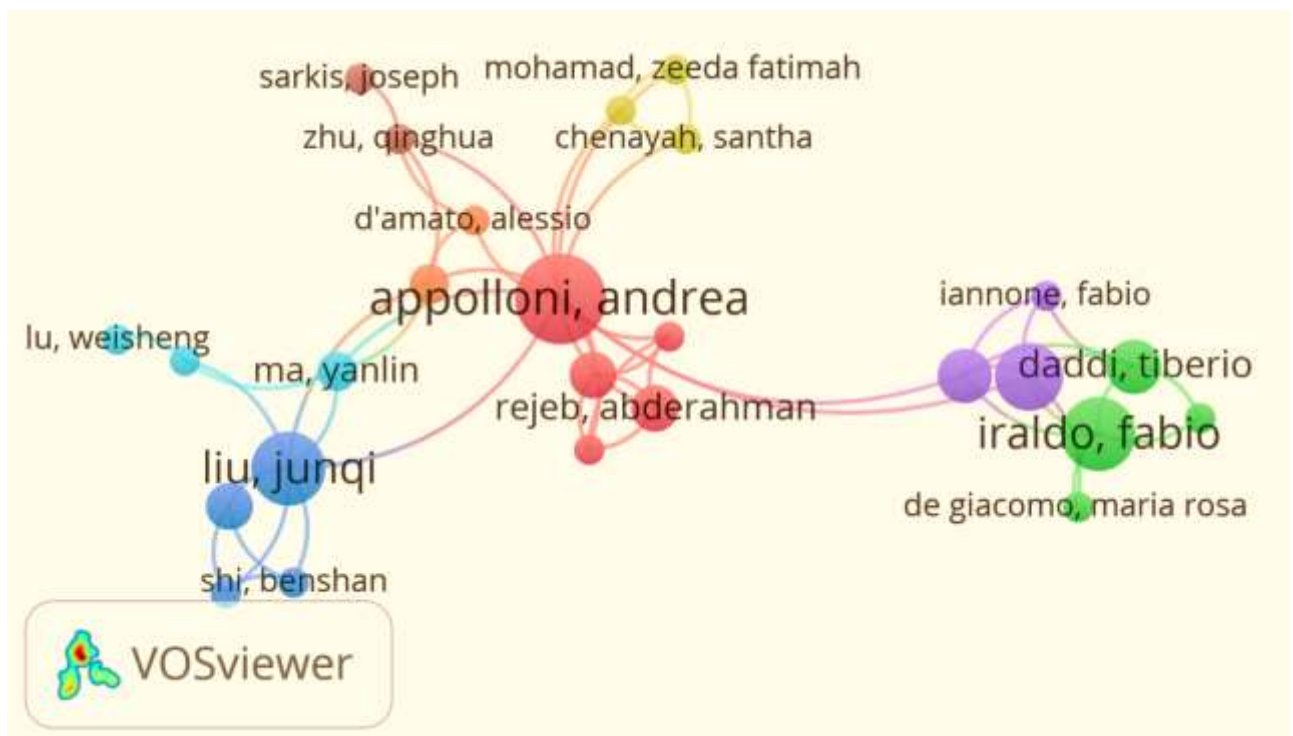 mohamad, zeeda fatimah
sarkis, joseph
zhu, qinghua
chenayah, santha
d'amato, alessio
appolloni, andrea
iannone, fabio
lu, weisheng
ma, yanlin
daddi, tiberio
rejeb, abderahman
iraldo, fabio
liu, junqi
de giacomo, maria rosa
shi, benshan
VOSviewer